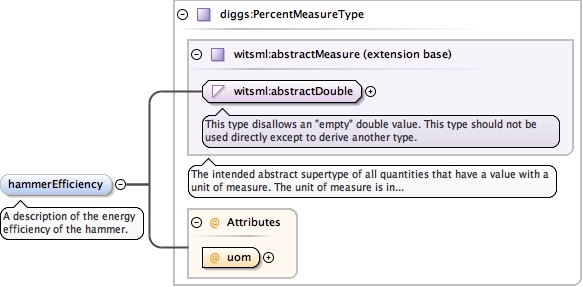 diggs:PercentMeasureType
witsml:abstractMeasure (extension base)
witsml:abstractDouble
This type disallows an "empty" double value. This type should not be
used directly except to derive another type.
The intended abstract supertype of all quantities that have a value with a
unit of measure. The unit of measure is in...
hammerEfficiency
A description of the energy
efficiency of the hammer.
@ Attributes
@ uom